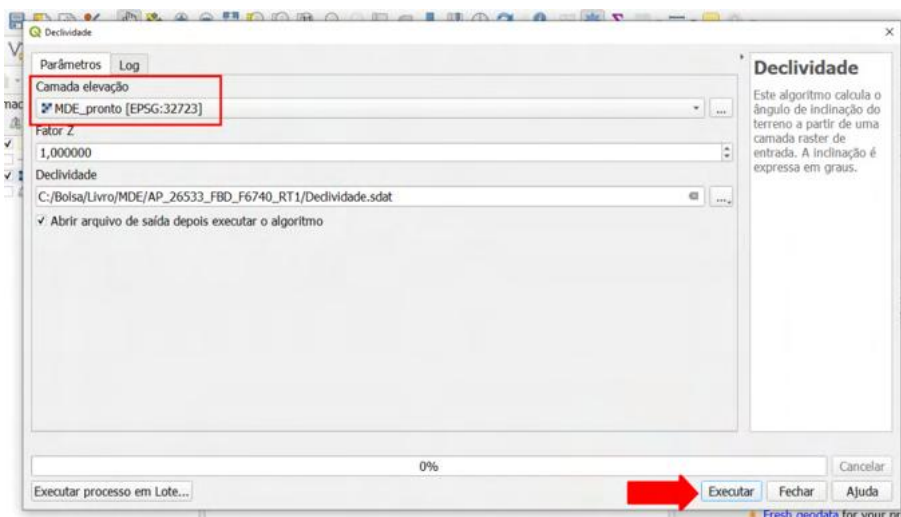 Declividade
Parâmetros Log
Camada elevação
MDE_pronto [EPSG:32723]
...
Fator Z
1,000000
Declividade
C:/Bolsa/Livro/MDE/AP_26533_FBD_F6740_RT1/Declividade.sdat
...
Abrir arquivo de saída depois executar o algoritmo
Declividade
Este algoritmo calcula o
ângulo de inclinação do
terreno a partir de uma
camada raster de
entrada. A inclinação é
expressa em graus.
0%
Cancelar
Executar processo em Lote...
Executar Fechar Ajuda
Fresh geodata for your